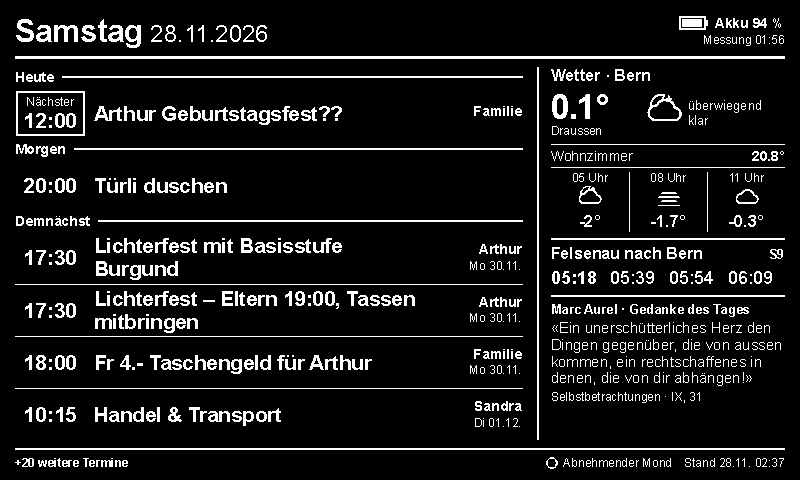 Samstag 28.11.2026
Akku 94 %
Messung 01:56
Heute
Nächster
12:00 Arthur Geburtstagsfest?? Familie
Morgen
20:00 Türli duschen
Demnächst
17:30 Lichterfest mit Basisstufe Burgund Arthur
Mo 30.11.
17:30 Lichterfest – Eltern 19:00, Tassen mitbringen Arthur
Mo 30.11.
18:00 Fr 4.- Taschengeld für Arthur Familie
Mo 30.11.
10:15 Handel & Transport Sandra
Di 01.12.
+20 weitere Termine
Wetter · Bern
0.1° überwiegend klar
Draussen
Wohnzimmer 20.8°
05 Uhr 08 Uhr 11 Uhr
-2° -1.7° -0.3°
Felsenau nach Bern S9
05:18 05:39 05:54 06:09
Marc Aurel · Gedanke des Tages
«Ein unerschütterliches Herz den
Dingen gegenüber, die von aussen
kommen, ein rechtschaffenes in
denen, die von dir abhängen!»
Selbstbetrachtungen · IX, 31
Abnehmender Mond Stand 28.11. 02:37